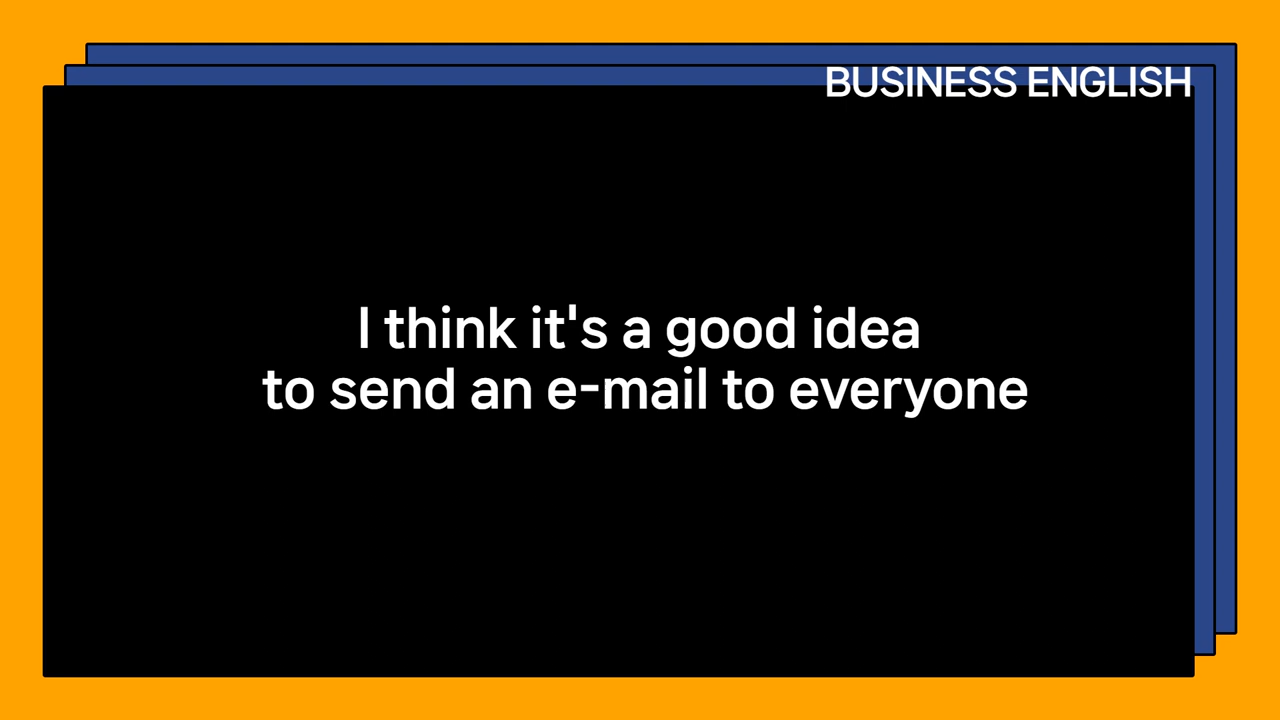 BUSINESS ENGLISH
I think it's a good idea
to send an e-mail to everyone